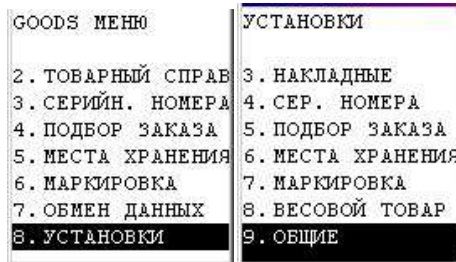 GOODS МЕНЮ
2. ТОВАРНЫЙ СПРАВ
3. СЕРИЙН. НОМЕРА
4. ПОДБОР ЗАКАЗА
5. МЕСТА ХРАНЕНИЯ
6. МАРКИРОВКА
7. ОБМЕН ДАННЫХ
8. УСТАНОВКИ
УСТАНОВКИ
3. НАКЛАДНЫЕ
4. СЕР. НОМЕРА
5. ПОДБОР ЗАКАЗА
6. МЕСТА ХРАНЕНИЯ
7. МАРКИРОВКА
8. ВЕСОВОЙ ТОВАР
9. ОБЩИЕ